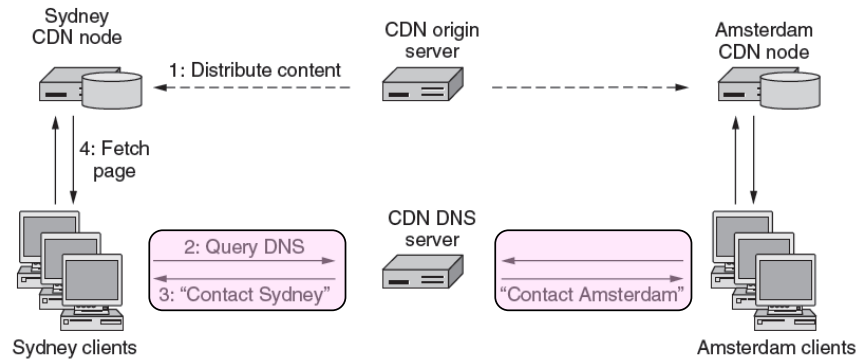 Sydney
CDN node
CDN origin
server
Amsterdam
CDN node
1: Distribute content
4: Fetch
page
CDN DNS
server
2: Query DNS
3: “Contact Sydney”
“Contact Amsterdam”
Sydney clients
Amsterdam clients